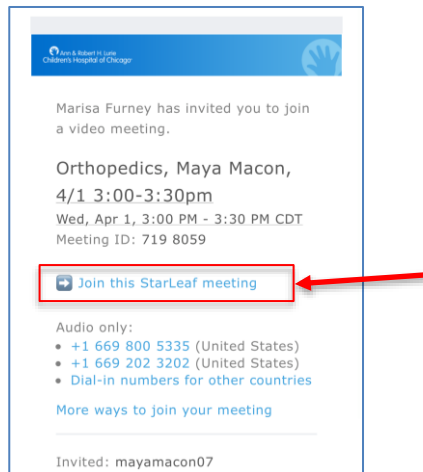 Ann & Robert H. Lurie
Children's Hospital of Chicago
Marisa Furney has invited you to join
a video meeting.
Orthopedics, Maya Macon,
4/1 3:00-3:30pm
Wed, Apr 1, 3:00 PM - 3:30 PM CDT
Meeting ID: 719 8059
Join this StarLeaf meeting
Audio only:
• +1 669 800 5335 (United States)
• +1 669 202 3202 (United States)
• Dial-in numbers for other countries
More ways to join your meeting
Invited: mayamacon07